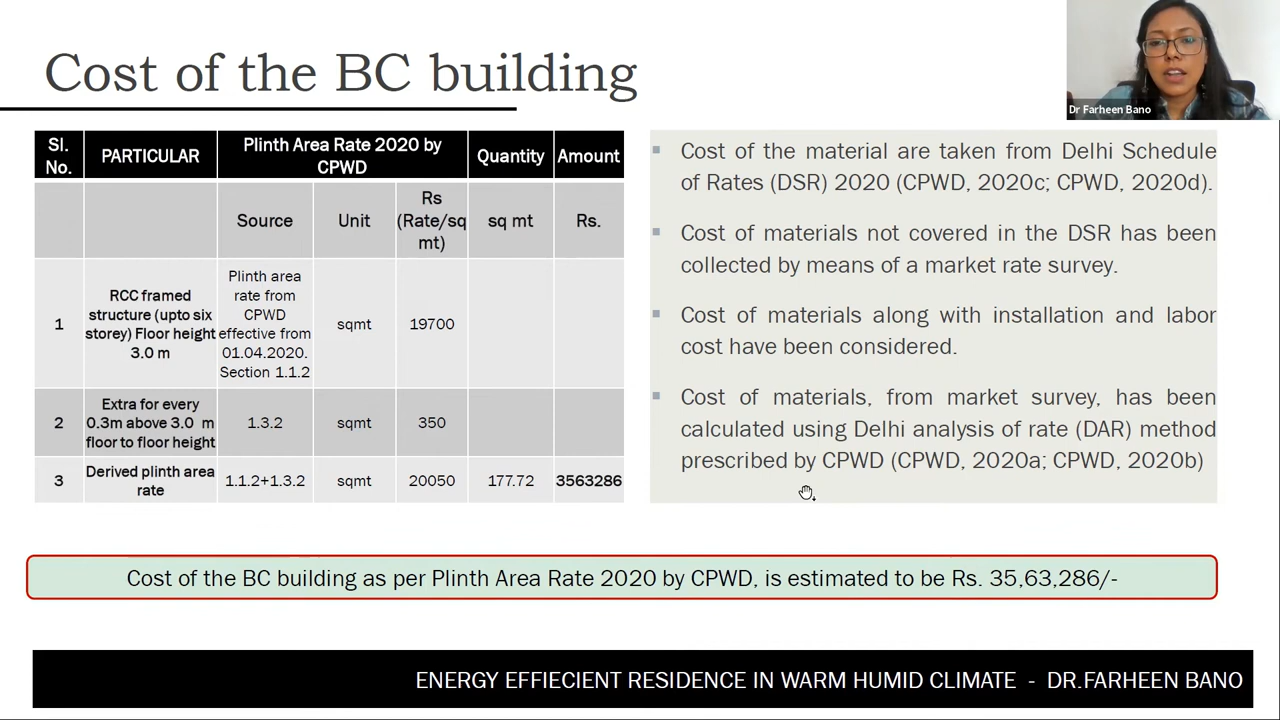 Cost of the BC building
Dr Farheen Bano
Sl. No. PARTICULAR Plinth Area Rate 2020 by CPWD Quantity Amount
Source Unit Rs (Rate/sq mt) sq mt Rs.
1 RCC framed structure (upto six storey) Floor height 3.0 m Plinth area rate from CPWD effective from 01.04.2020. Section 1.1.2 sqmt 19700
2 Extra for every 0.3m above 3.0 m floor to floor height 1.3.2 sqmt 350
3 Derived plinth area rate 1.1.2+1.3.2 sqmt 20050 177.72 3563286
Cost of the material are taken from Delhi Schedule
of Rates (DSR) 2020 (CPWD, 2020c; CPWD, 2020d).
Cost of materials not covered in the DSR has been
collected by means of a market rate survey.
Cost of materials along with installation and labor
cost have been considered.
Cost of materials, from market survey, has been
calculated using Delhi analysis of rate (DAR) method
prescribed by CPWD (CPWD, 2020a; CPWD, 2020b)
Cost of the BC building as per Plinth Area Rate 2020 by CPWD, is estimated to be Rs. 35,63,286/-
ENERGY EFFIECIENT RESIDENCE IN WARM HUMID CLIMATE - DR.FARHEEN BANO